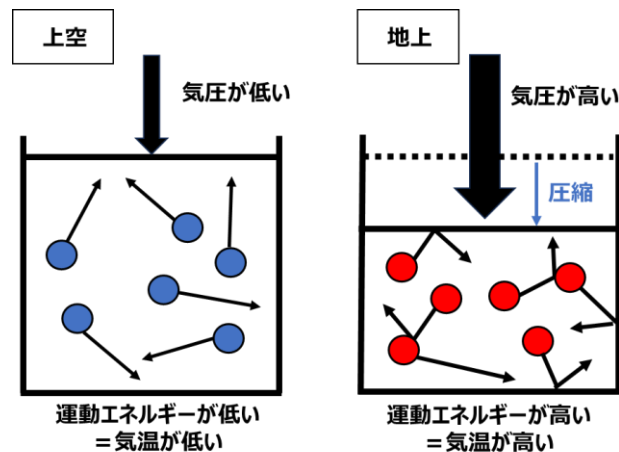 上空
気圧が低い
運動エネルギーが低い
＝気温が低い
地上
気圧が高い
圧縮
運動エネルギーが高い
＝気温が高い